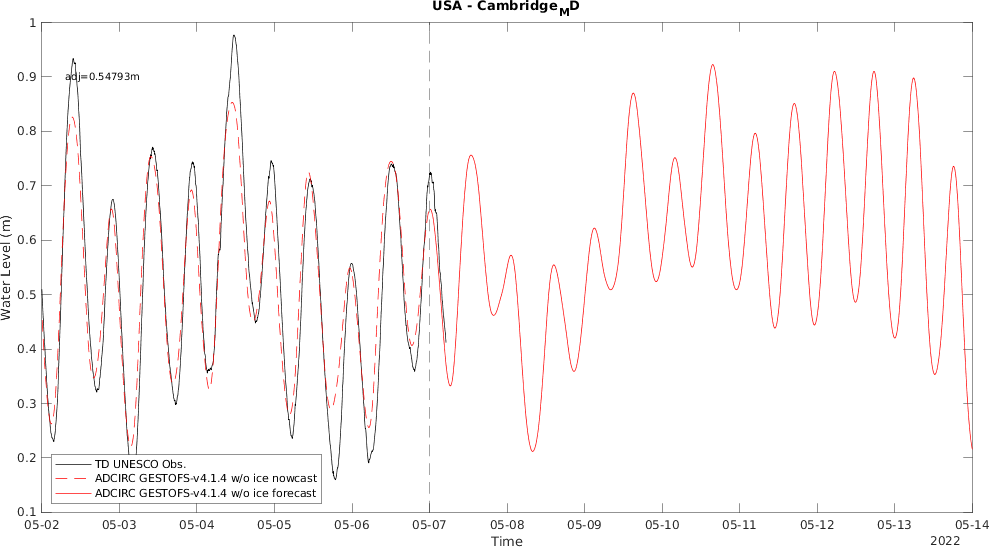 USA - Cambridge_MD
1
0.9
0.8
0.7
0.6
0.5
0.4
0.3
0.2
0.1
Water Level (m)
adj=0.54793m
TD UNESCO Obs.
ADCIRC GESTOFS-v4.1.4 w/o ice nowcast
ADCIRC GESTOFS-v4.1.4 w/o ice forecast
05-02 05-03 05-04 05-05 05-06 05-07 05-08 05-09 05-10 05-11 05-12 05-13 05-14
Time
2022